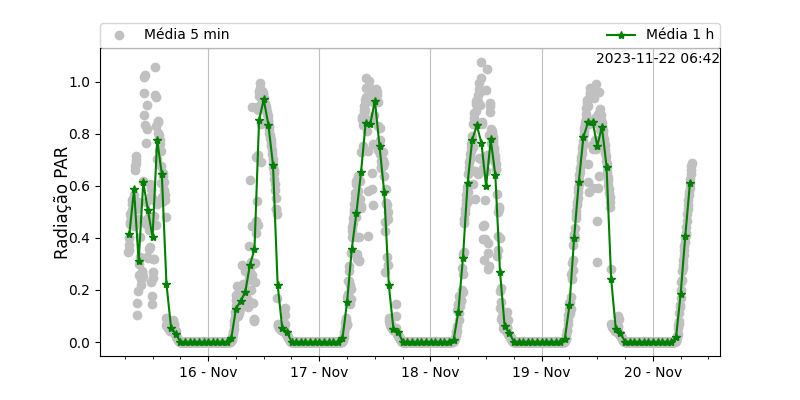 Média 5 min
Média 1 h
2023-11-22 06:42
Radiação PAR
1.0
0.8
0.6
0.4
0.2
0.0
16 - Nov
17 - Nov
18 - Nov
19 - Nov
20 - Nov